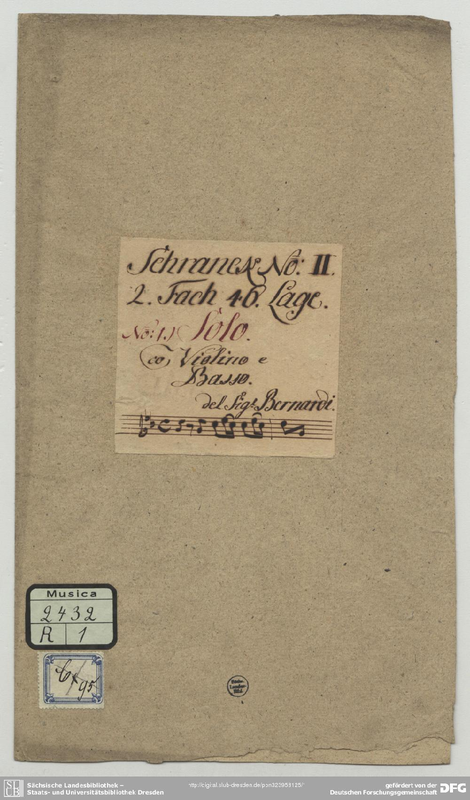 Schranck No: II.
2. Fach 46. Lage.
No: 1.) Solo.
co, Violino e
Basso.
del Sig.r Bernardi.
Musica
2432
R 1
Sächsische Landesbibliothek –
Staats- und Universitätsbibliothek Dresden
gefördert von der
Deutschen Forschungsgemeinschaft
DFG